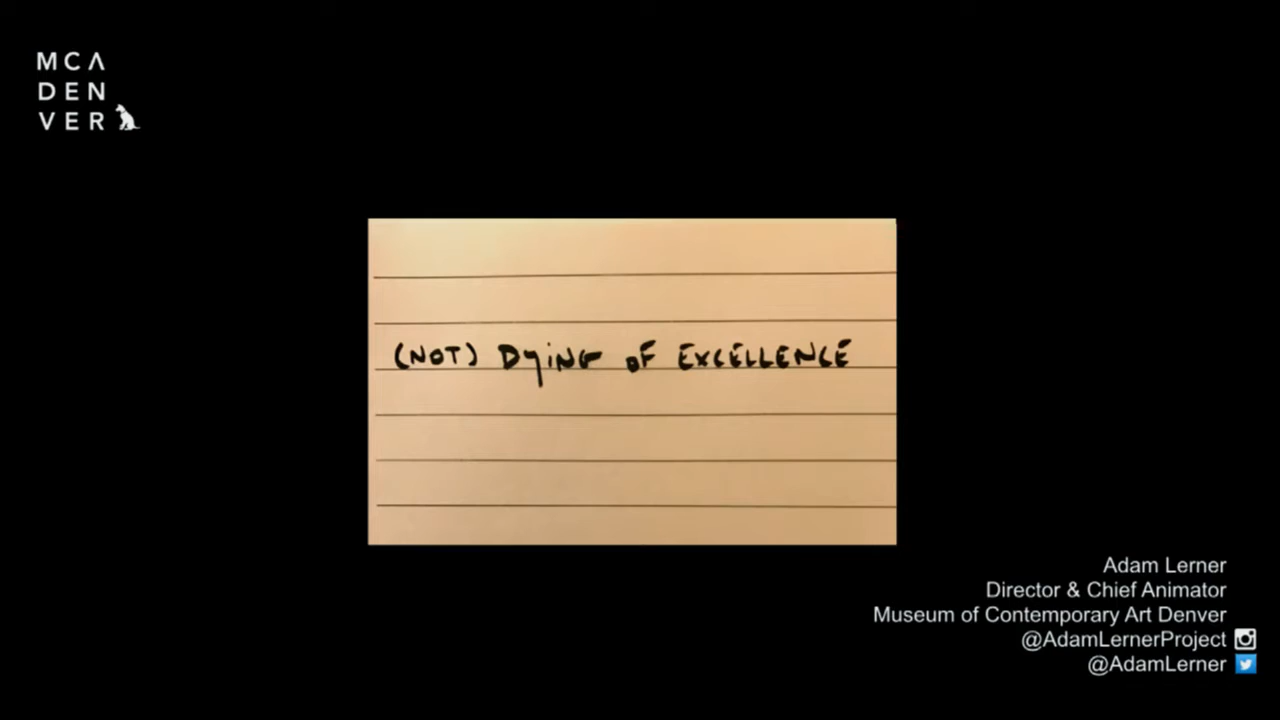 MCA
DEN
VER
(NOT) DyiNG OF EXCELLENCE
Adam Lerner
Director & Chief Animator
Museum of Contemporary Art Denver
@AdamLernerProject
@AdamLerner